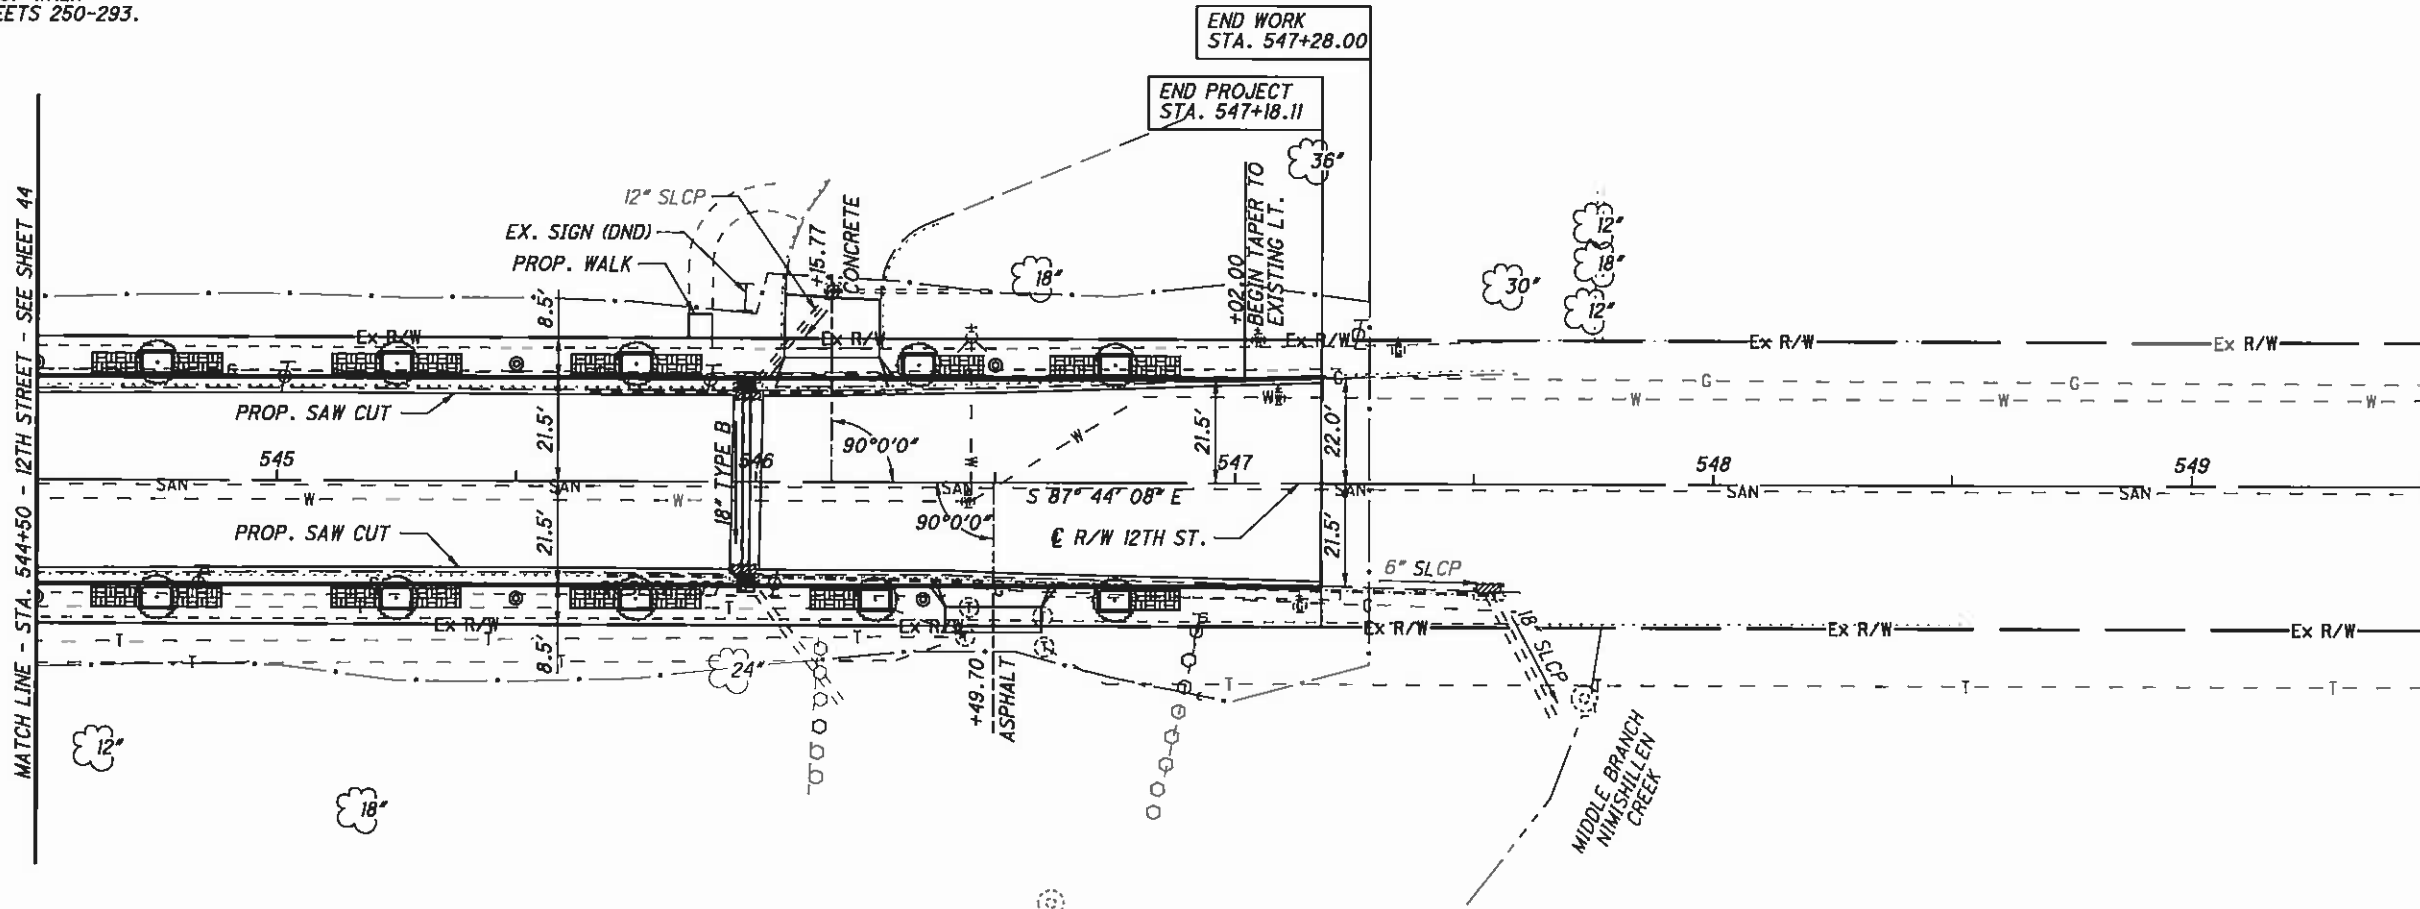 EETS 250-293.
END WORK
STA. 547+28.00
END PROJECT
STA. 547+18.11
36"
12" SLCP
EX. SIGN (DND)
PROP. WALK
+15.77
CONCRETE
18"
+02.00
BEGIN TAPER TO
EXISTING LT.
30"
12"
18"
12"
MATCH LINE - STA. 544+50 - 12TH STREET - SEE SHEET 44
8.5'
Ex R/W
Ex R/W
Ex R/W
Ex R/W
Ex R/W
G
G
G
G
PROP. SAW CUT
21.5'
18" TYPE B
90°0'0"
W
21.5'
22.0'
W
W
W
W
545
546
547
548
549
SAN
SAN
SAN
SAN
SAN
SAN
W
W
W
S 87° 44' 08" E
90°0'0"
PROP. SAW CUT
21.5'
℄ R/W 12TH ST.
21.5'
6" SLCP
T
G
Ex R/W
Ex R/W
Ex R/W
Ex R/W
Ex R/W
T
T
T
T
T
8.5'
24"
+49.70
ASPHALT
T
T
T
T
18" SLCP
12"
18"
MIDDLE BRANCH
NIMISHILLEN
CREEK